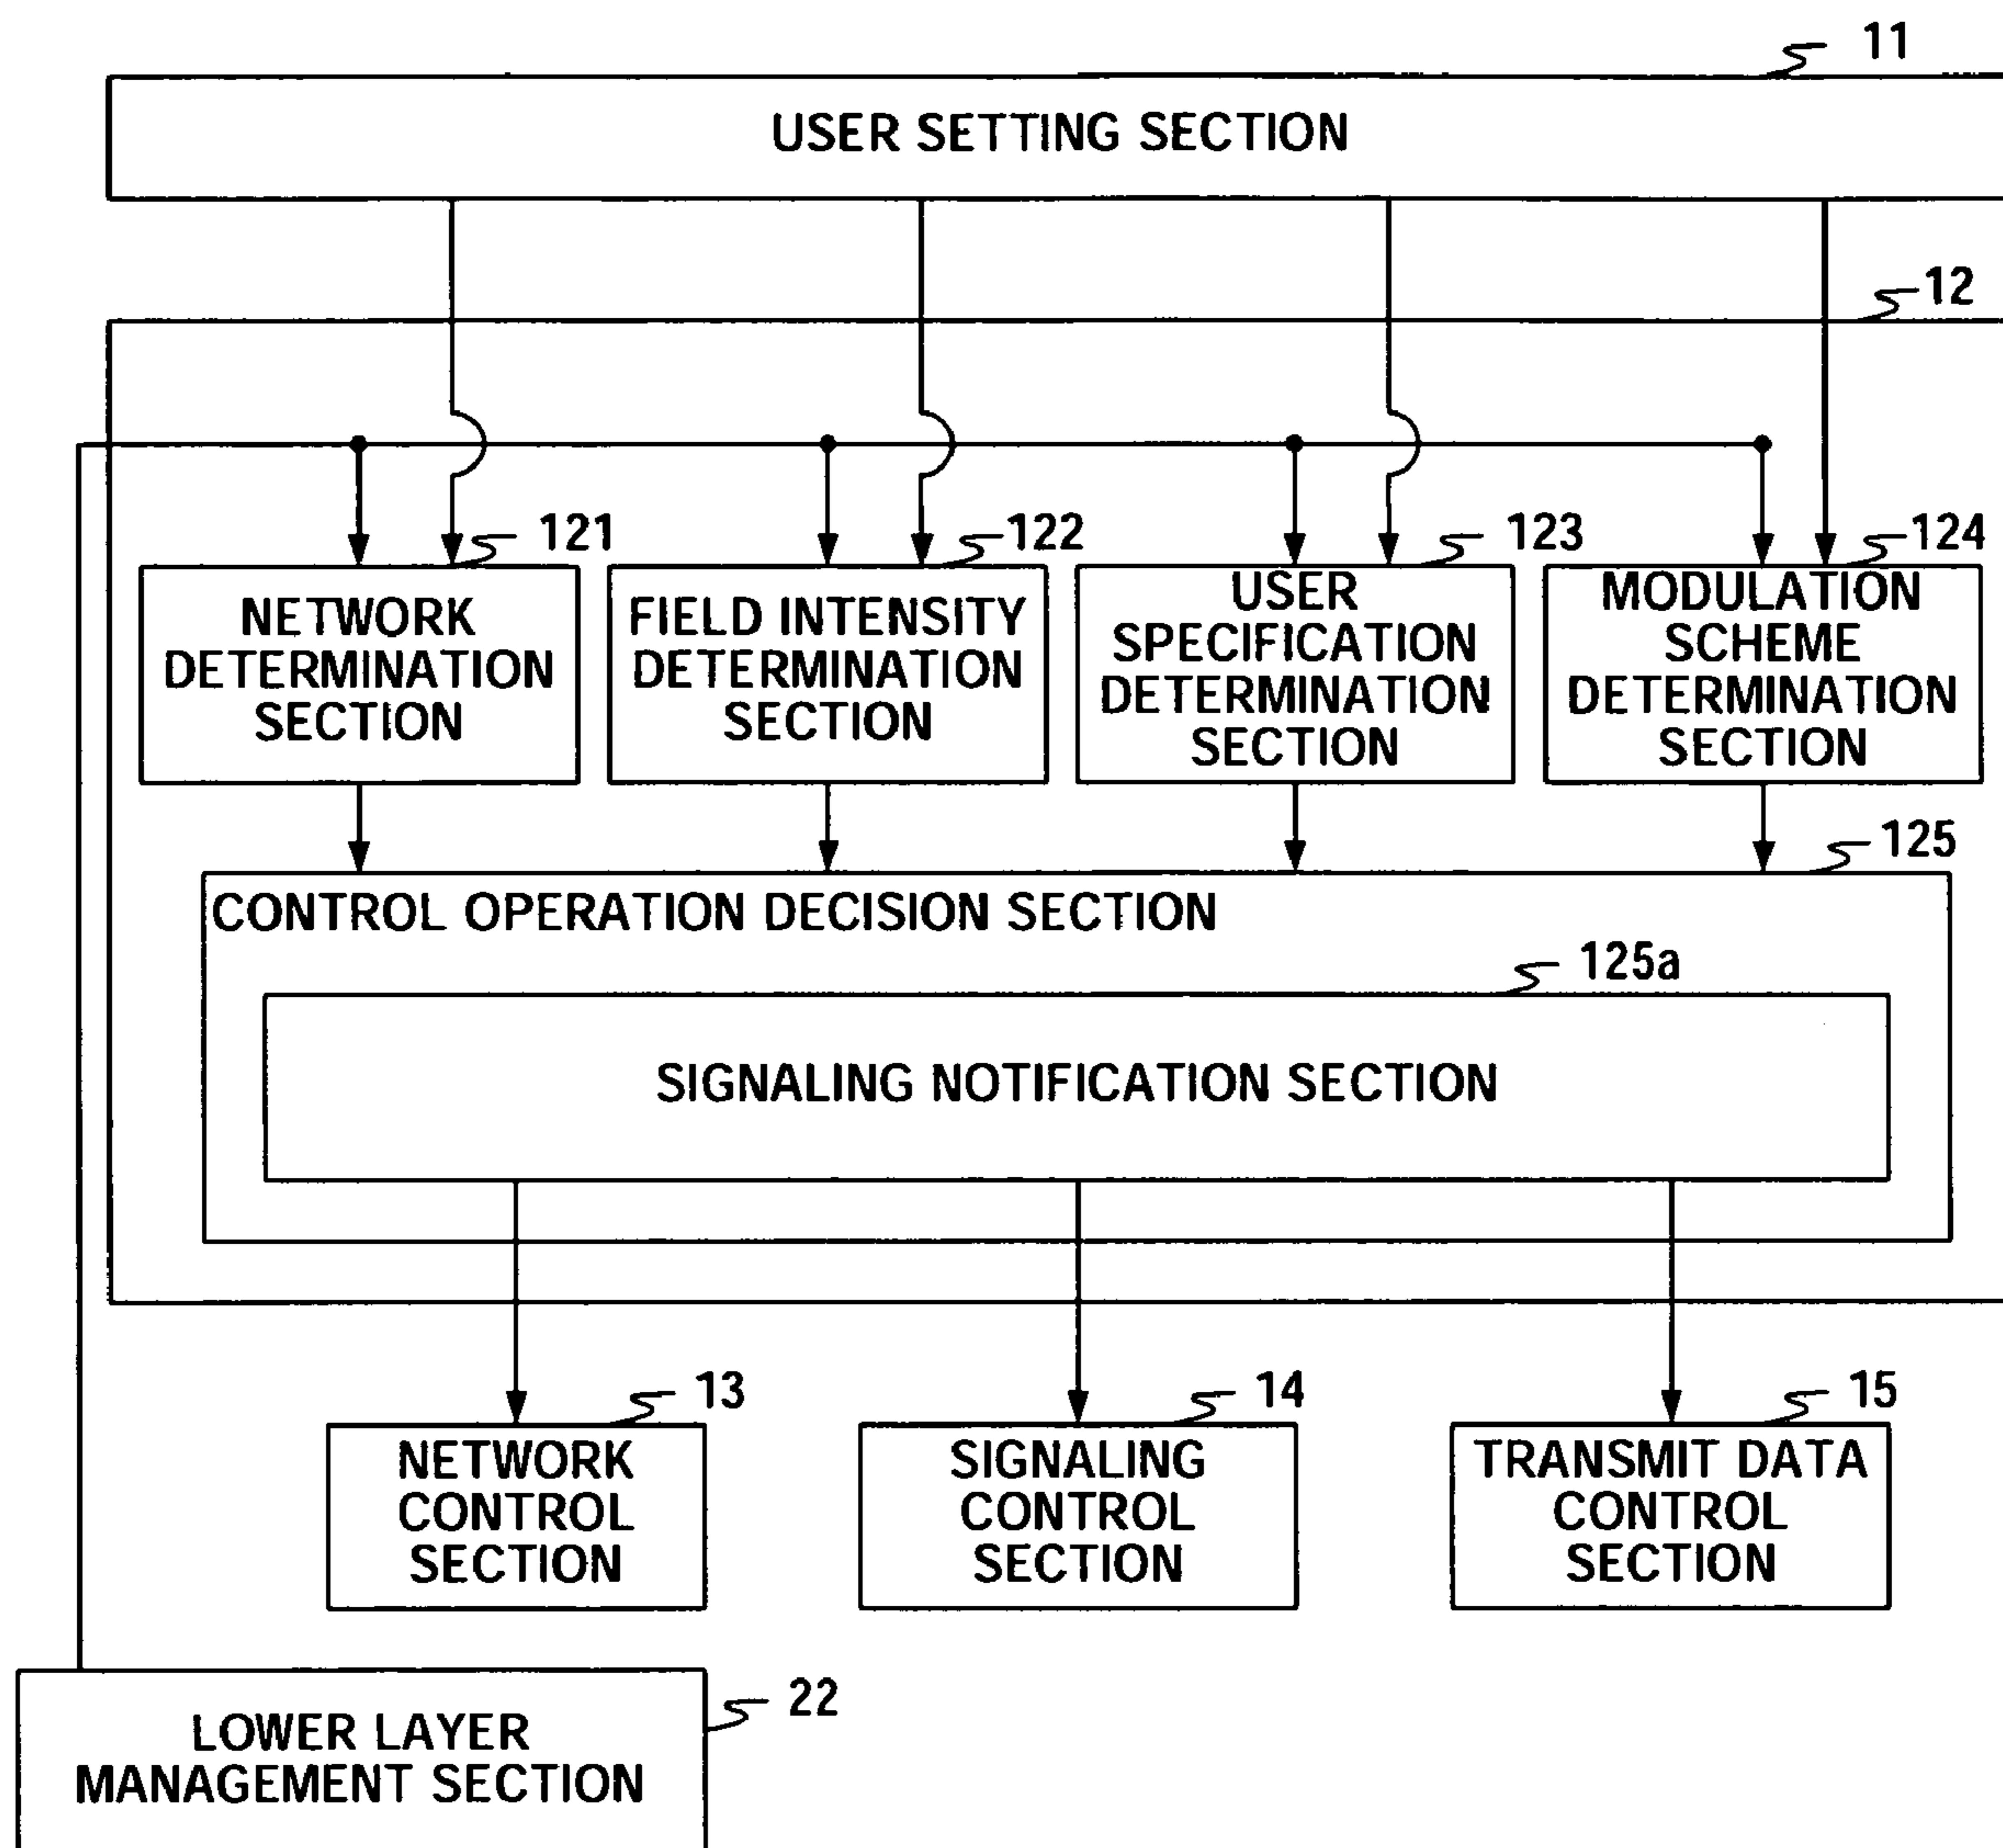 11
USER SETTING SECTION
12
121
122
123
124
NETWORK
DETERMINATION
SECTION
FIELD INTENSITY
DETERMINATION
SECTION
USER
SPECIFICATION
DETERMINATION
SECTION
MODULATION
SCHEME
DETERMINATION
SECTION
125
CONTROL OPERATION DECISION SECTION
125a
SIGNALING NOTIFICATION SECTION
13
14
15
NETWORK
CONTROL
SECTION
SIGNALING
CONTROL
SECTION
TRANSMIT DATA
CONTROL
SECTION
22
LOWER LAYER
MANAGEMENT SECTION